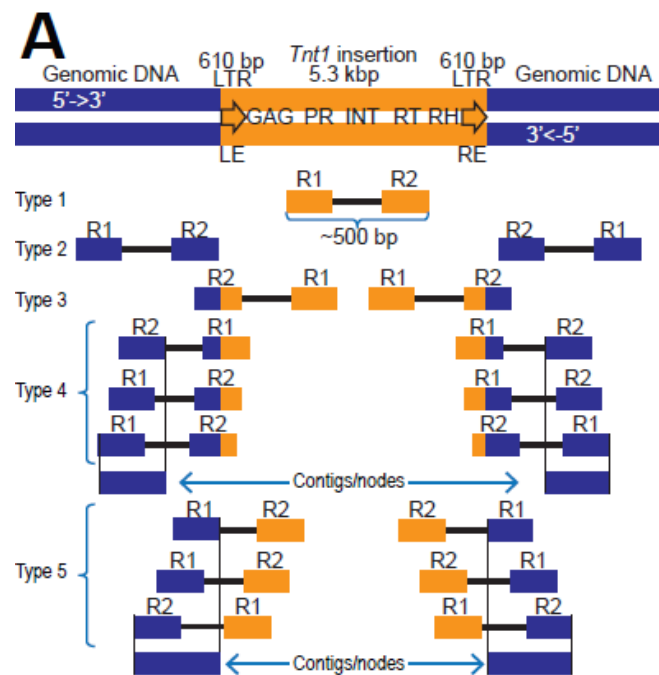 A
610 bp Tnt1 insertion 610 bp
Genomic DNA LTR 5.3 kbp LTR Genomic DNA
5'->3'
GAG PR INT RT RH
3'<-5'
LE RE
Type 1 R1 R2
~500 bp
Type 2 R1 R2 R2 R1
Type 3 R2 R1 R1 R2
R2 R1 R1 R2
Type 4 R1 R2 R1 R2
R1 R2 R2 R1
Contigs/nodes
R1 R2 R2 R1
Type 5 R1 R2 R2 R1
R2 R1 R1 R2
Contigs/nodes